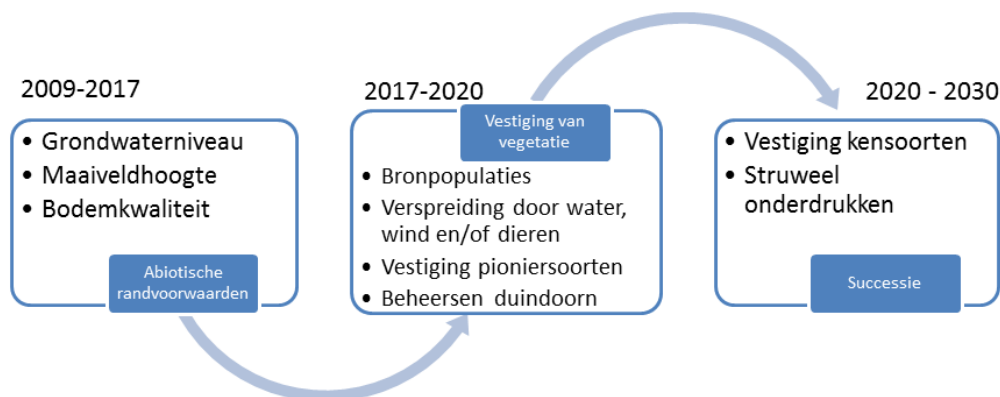 2009-2017
• Grondwaterniveau
• Maaiveldhoogte
• Bodemkwaliteit
Abiotische
randvoorwaarden
2017-2020
Vestiging van
vegetatie
• Bronpopulaties
• Verspreiding door water,
wind en/of dieren
• Vestiging pioniersoorten
• Beheersen duindoorn
2020 - 2030
• Vestiging kensoorten
• Struweel
onderdrukken
Successie